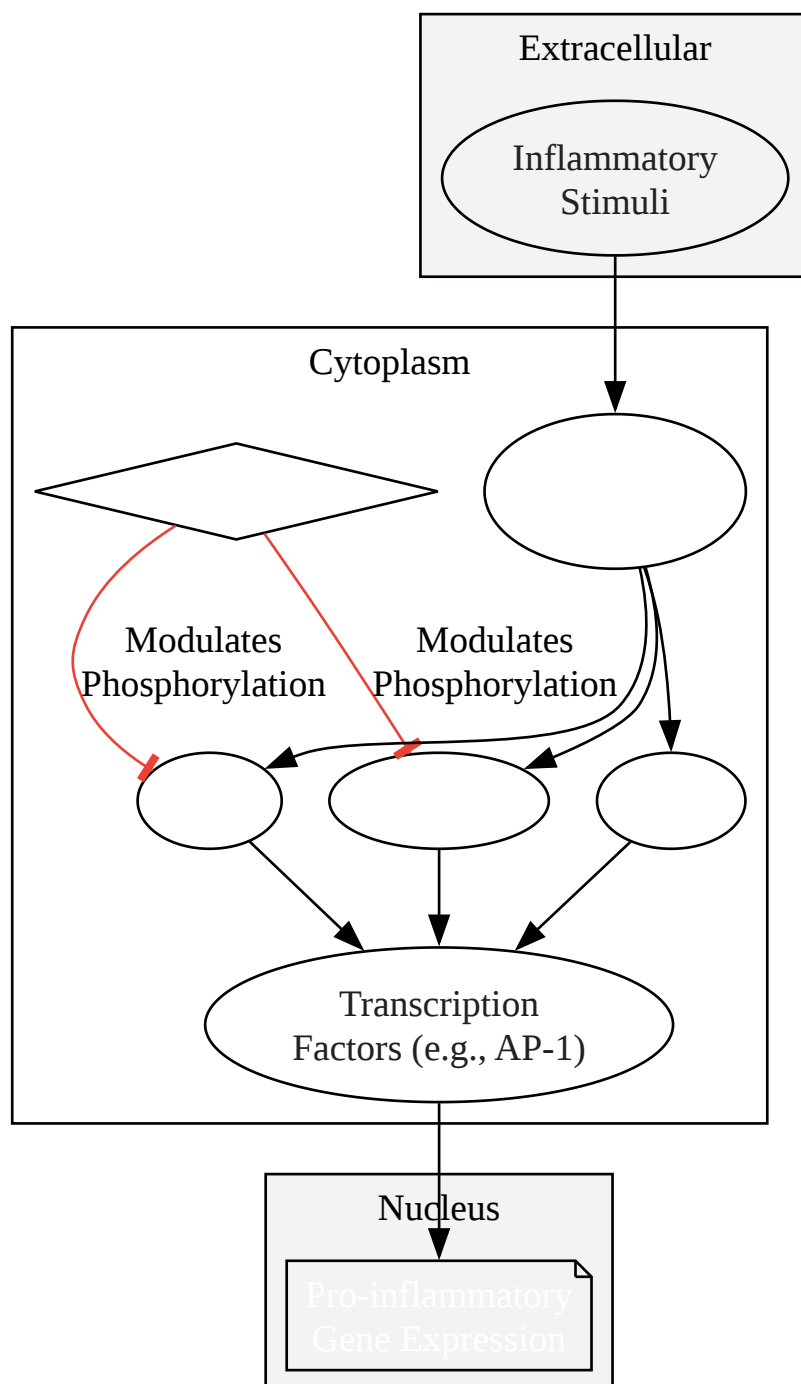 Extracellular
Inflammatory
Stimuli
Cytoplasm
Modulates
Phosphorylation
Modulates
Phosphorylation
Transcription
Factors (e.g., AP-1)
Nucleus
Pro-inflammatory
Gene Expression